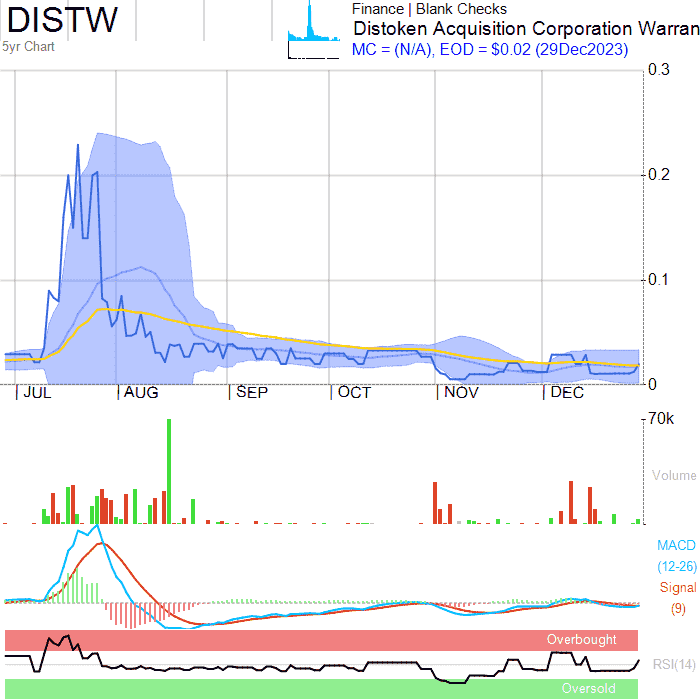 DISTW
5yr Chart
Finance | Blank Checks
Distoken Acquisition Corporation Warran
MC = (N/A), EOD = $0.02 (29Dec2023)
0.3
0.2
0.1
0
JUL AUG SEP OCT NOV DEC
70k
Volume
MACD
(12-26)
Signal
(9)
Overbought
RSI(14)
Oversold